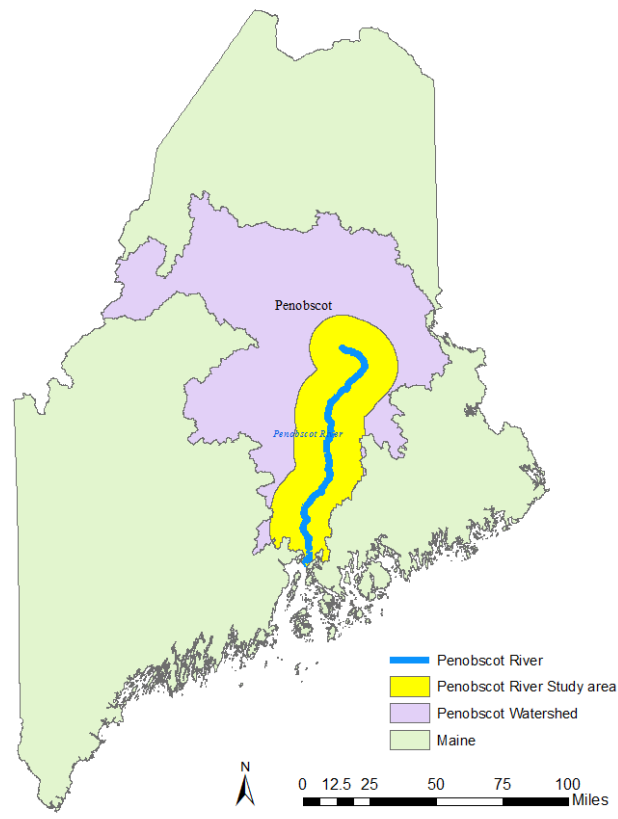 Penobscot
Penobscot River
Penobscot River
Penobscot River Study area
Penobscot Watershed
Maine
N
0 12.5 25 50 75 100
Miles